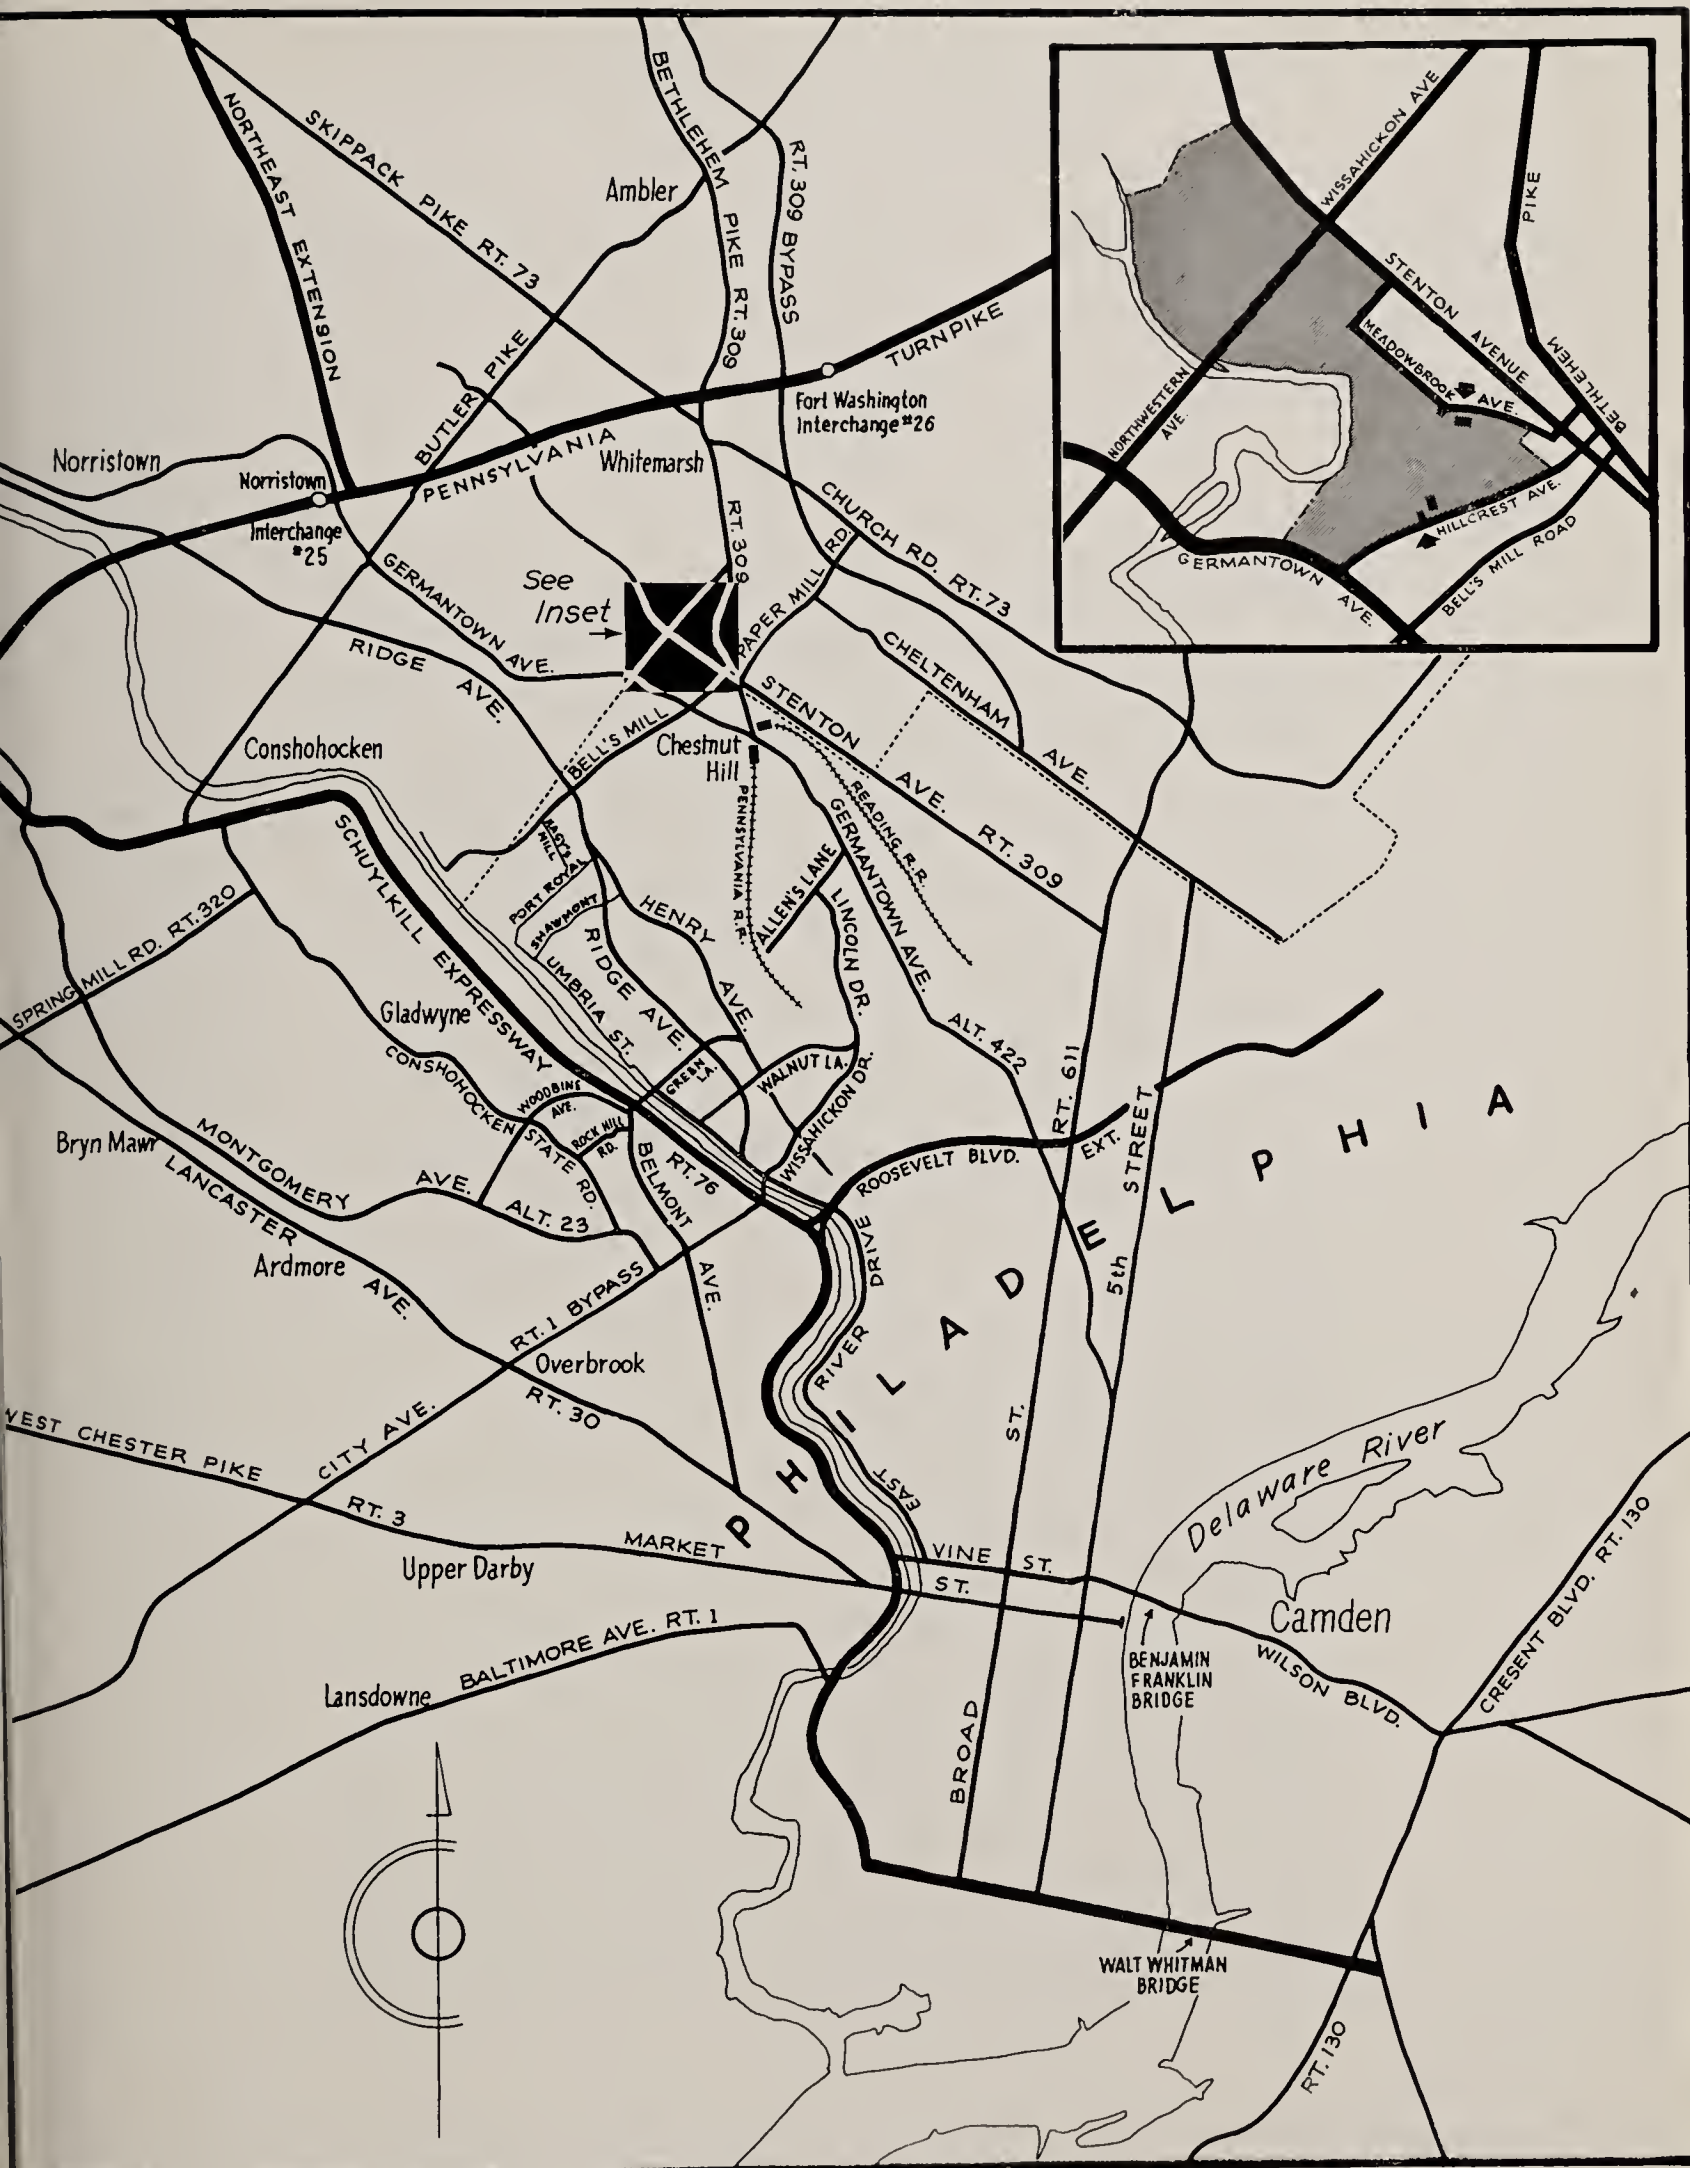 NORTHEAST EXTENSION
SKIPPACK PIKE RT. 73
BETHLEHEM PIKE RT. 309
RT. 309 BYPASS
Ambler
WISSAHICKON AVE
PIKE
BETHLEHEM
STENTON AVENUE
MEADOWBROOK AVE.
NORTHWESTERN AVE.
HILLCREST AVE.
BELL'S MILL ROAD
GERMANTOWN AVE.
BUTLER PIKE
TURNPIKE
Fort Washington
Interchange #26
PENNSYLVANIA
Whitemarsh
Norristown
Norristown
Interchange
#25
RT. 309
CHURCH RD. RT. 73
PAPER MILL RD.
See
Inset
GERMANTOWN AVE.
RIDGE AVE.
CHELTENHAM AVE.
STENTON AVE. RT. 309
BELL'S MILL
Chestnut
Hill
Conshohocken
PENNSYLVANIA R.R.
READING R.R.
GERMANTOWN AVE.
ALLEN'S LANE
LINCOLN DR.
HAGY'S
MILL
PORT ROYAL
SHAWMONT
HENRY AVE.
RIDGE AVE.
UMBRIA ST.
SCHUYLKILL EXPRESSWAY
SPRING MILL RD. RT. 320
Gladwyne
CONSHOHOCKEN STATE RD.
WOODBINE
AVE.
ROCK HILL
RD.
GREEN
LA.
WALNUT LA.
WISSAHICKON DR.
ALT. 422
RT. 611
5th STREET
ROOSEVELT BLVD.
EXT.
PHILADELPHIA
Bryn Mawr
MONTGOMERY AVE.
ALT. 23
LANCASTER AVE.
BELMONT AVE.
RT. 76
Ardmore
RT. 1 BYPASS
Overbrook
RT. 30
CITY AVE.
EAST RIVER DRIVE
WEST CHESTER PIKE
RT. 3
Upper Darby
MARKET ST.
VINE ST.
BROAD ST.
BALTIMORE AVE. RT. 1
Lansdowne
Delaware River
Camden
BENJAMIN
FRANKLIN
BRIDGE
WILSON BLVD.
CRESENT BLVD. RT. 130
WALT WHITMAN
BRIDGE
RT. 130